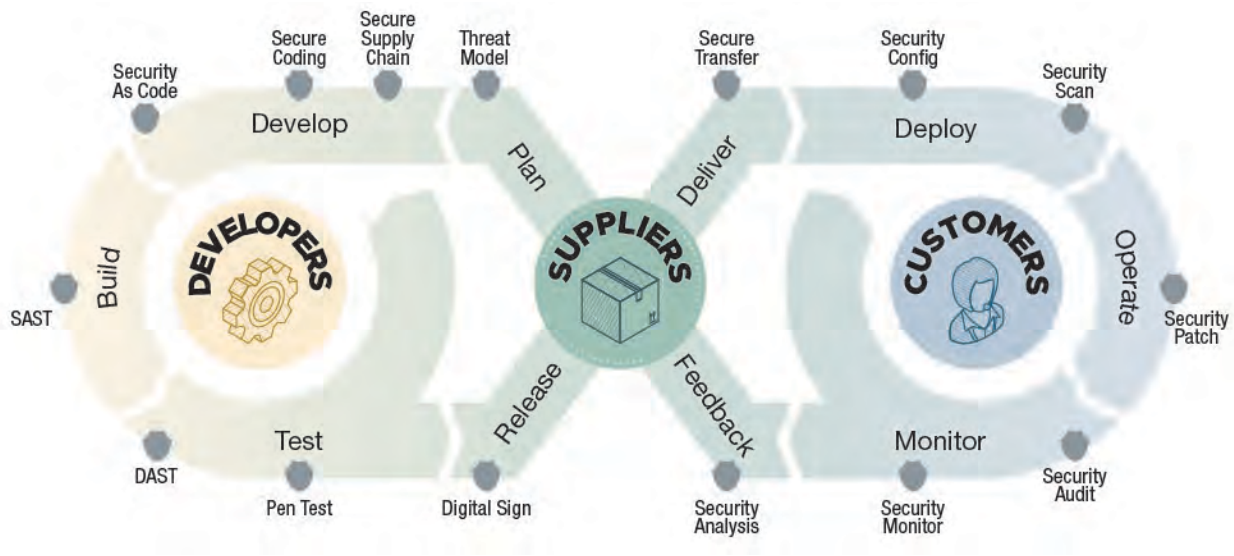 Secure
Supply
Chain
Secure
Coding
Threat
Model
Secure
Transfer
Security
Config
Security
As Code
Security
Scan
Develop
Plan
Deliver
Deploy
DEVELOPERS
SUPPLIERS
CUSTOMERS
Build
Operate
SAST
Security
Patch
Test
Release
Feedback
Monitor
DAST
Pen Test
Digital Sign
Security
Analysis
Security
Monitor
Security
Audit